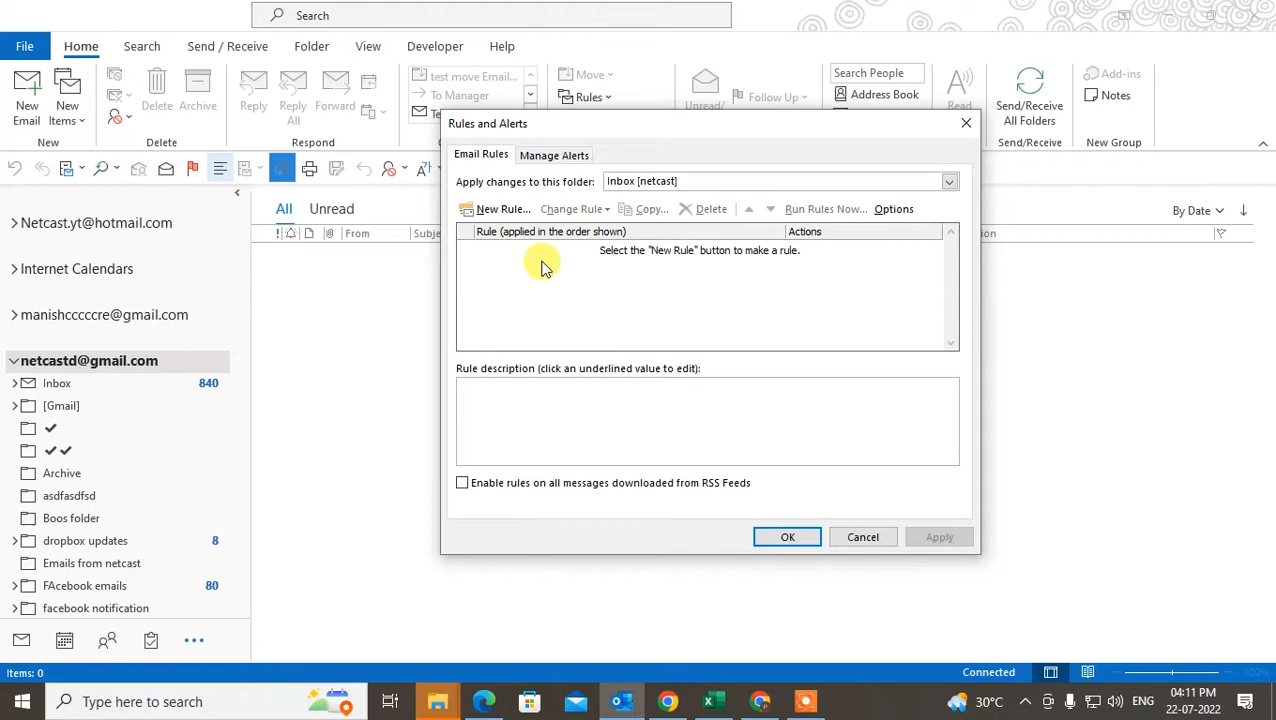 Search
File Home Search Send / Receive Folder View Developer Help
New Email
New Items
Delete
Archive
Reply
Reply All
Forward
test move Email...
To Manager
Move
Rules
Unread/
Follow Up
Search People
Address Book
Read
Send/Receive All Folders
Add-ins
Notes
New Delete Respond Send/Receive New Group
Rules and Alerts
Email Rules Manage Alerts
Apply changes to this folder: Inbox [netcast]
New Rule... Change Rule Copy... Delete Run Rules Now... Options
Rule (applied in the order shown) Actions
Select the "New Rule" button to make a rule.
Rule description (click an underlined value to edit):
Enable rules on all messages downloaded from RSS Feeds
OK Cancel Apply
All Unread By Date
From
Netcast.yt@hotmail.com
Internet Calendars
manishcccccre@gmail.com
netcastd@gmail.com
Inbox 840
[Gmail]
Archive
asdfasdfsd
Boos folder
dropbox updates 8
Emails from netcast
FAcebook emails 80
facebook notification
Items: 0 Connected
Type here to search
30°C
ENG
04:11 PM
22-07-2022